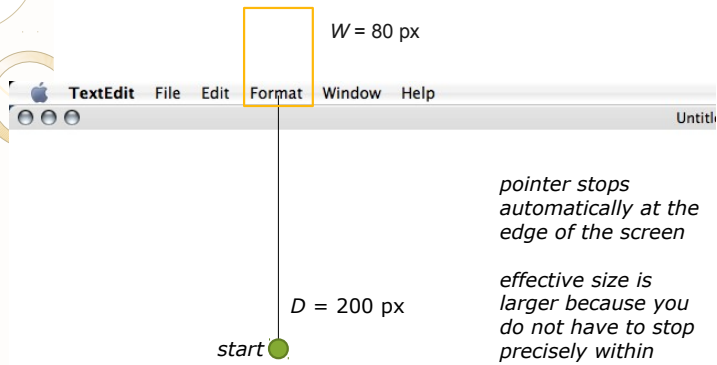 W = 80 px
TextEdit File Edit Format Window Help
Untitl
pointer stops
automatically at the
edge of the screen
effective size is
larger because you
do not have to stop
precisely within
D = 200 px
start